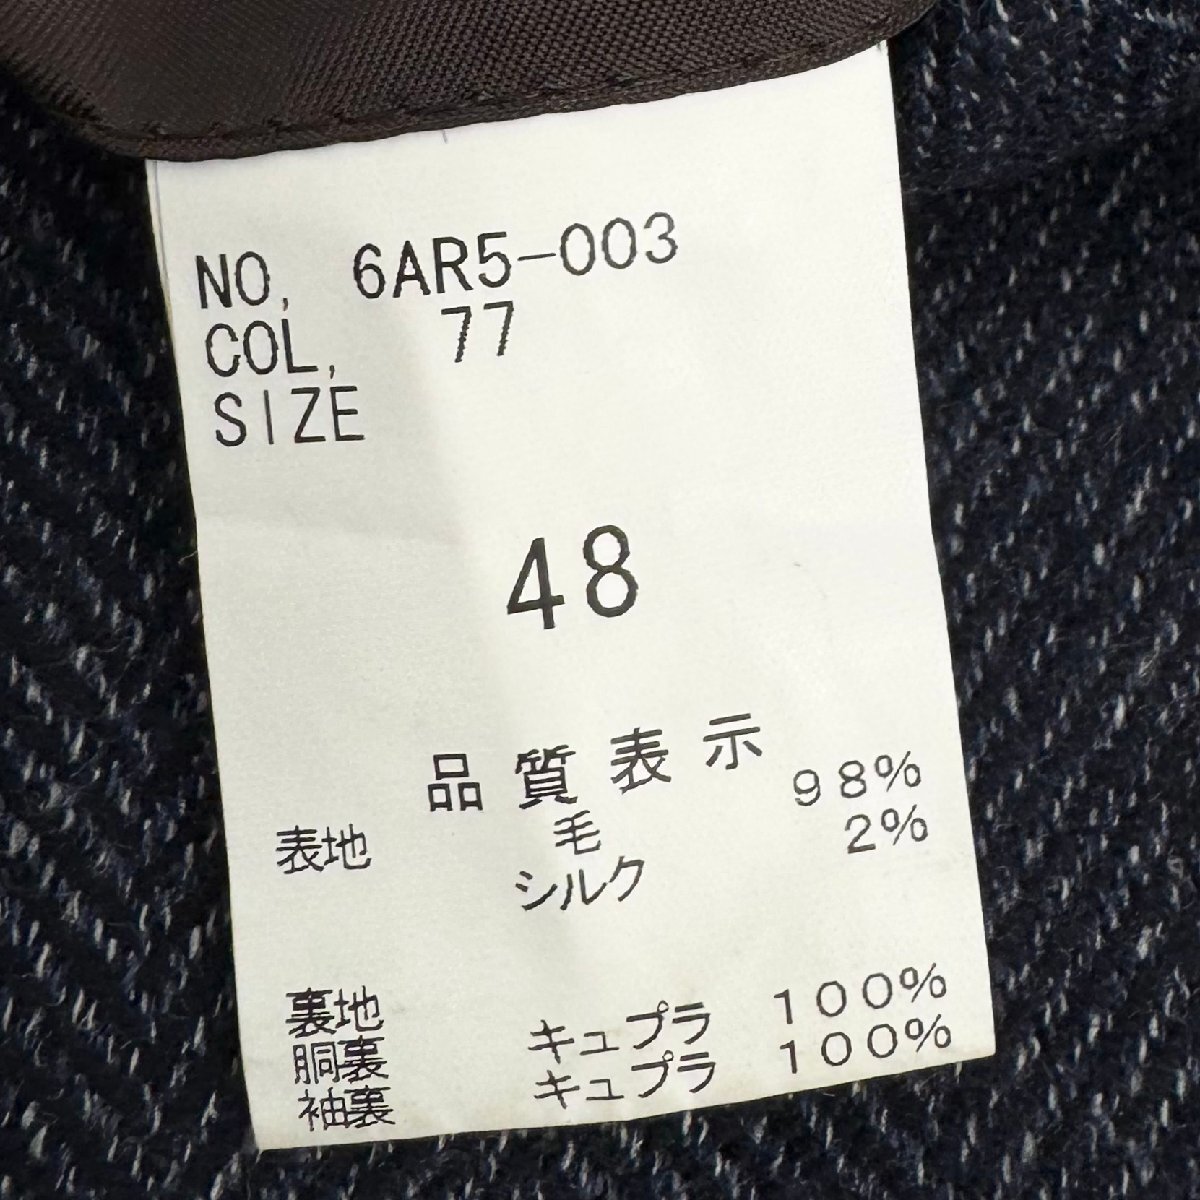 NO, 6AR5-003
COL, 77
SIZE
48
品質表示
表地 毛 98%
シルク 2%
裏地
胴裏 キュプラ 100%
袖裏 キュプラ 100%